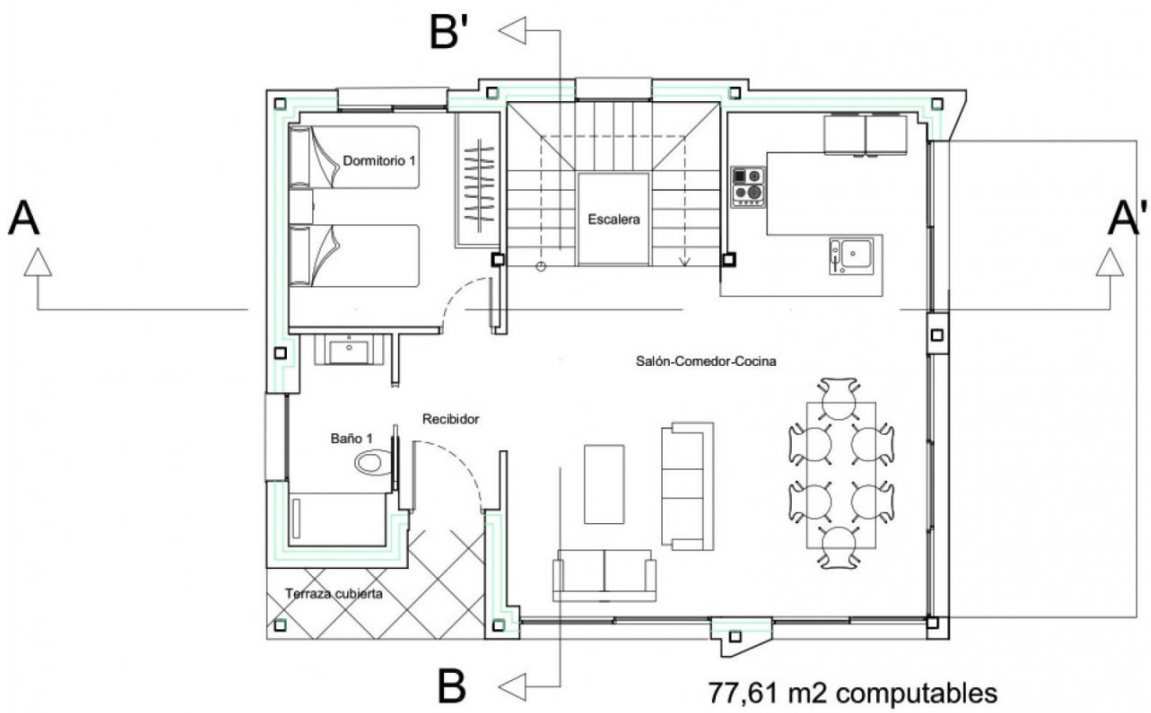 B'
Dormitorio 1
A
Escalera
A'
Salón-Comedor-Cocina
Recibidor
Baño 1
Terraza cubierta
B
77,61 m2 computables